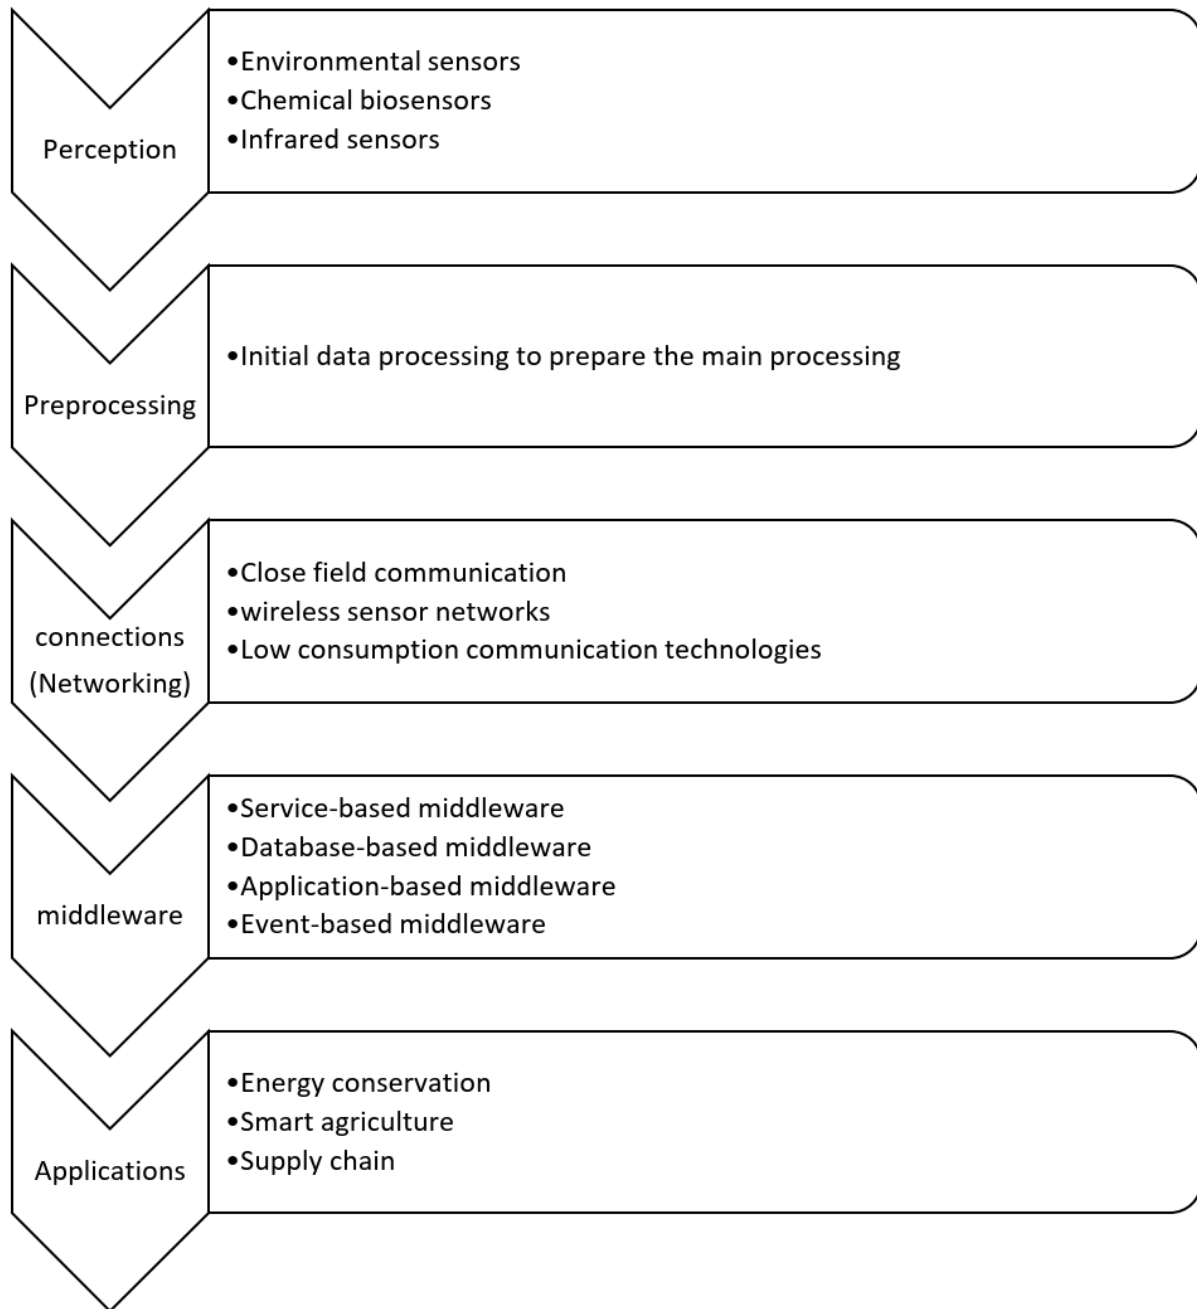 Perception
•Environmental sensors
•Chemical biosensors
•Infrared sensors
Preprocessing
•Initial data processing to prepare the main processing
connections
(Networking)
•Close field communication
•wireless sensor networks
•Low consumption communication technologies
middleware
•Service-based middleware
•Database-based middleware
•Application-based middleware
•Event-based middleware
Applications
•Energy conservation
•Smart agriculture
•Supply chain